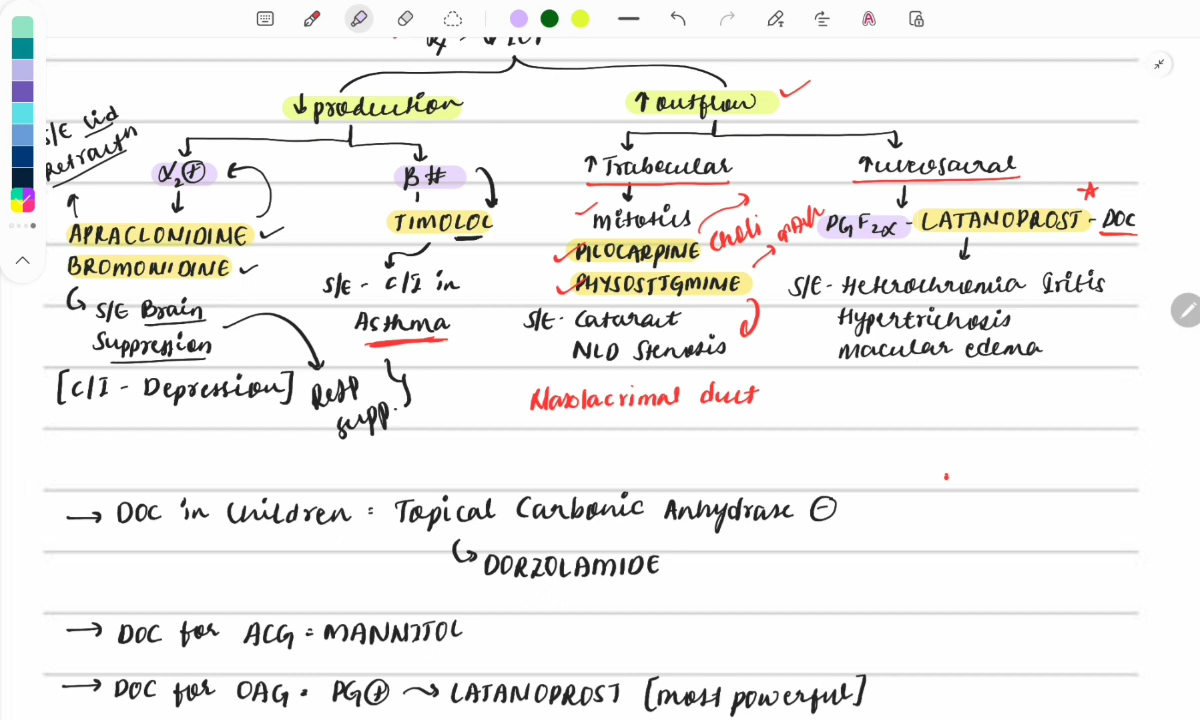 ↓ production
↑ outflow
S/E Lid
Retractn
α₂ ⊕
β #
↑ Trabecular
↑ uveosacral
APRACLONIDINE
BROMONIDINE
TIMOLOL
miotics
PILOCARPINE
PHYSOSTIGMINE
choli
PGF₂α - LATANOPROST - DOC
S/E Brain
Suppression
[C/I - Depression]
Resp
supp.
S/E - C/I in
Asthma
S/E - Cataract
NLD Stenosis
Nasolacrimal duct
S/E - Heterochromia Iritis
Hypertrichosis
macular edema
→ DOC in Children = Topical Carbonic Anhydrase ⊖
DORZOLAMIDE
→ DOC for ACG = MANNITOL
→ DOC for OAG = PG⊕ → LATANOPROST [most powerful]